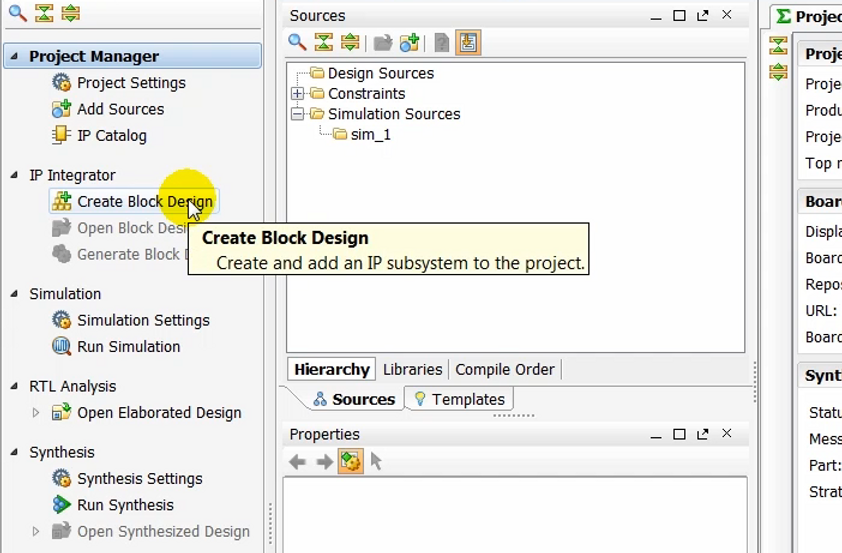 Project Manager
Project Settings
Add Sources
IP Catalog
IP Integrator
Create Block Design
Open Block Desi
Generate Block D
Create Block Design
Create and add an IP subsystem to the project.
Simulation
Simulation Settings
Run Simulation
RTL Analysis
Open Elaborated Design
Synthesis
Synthesis Settings
Run Synthesis
Open Synthesized Design
Sources
Design Sources
Constraints
Simulation Sources
sim_1
Hierarchy Libraries Compile Order
Sources Templates
Properties
Σ Projec
Proje
Proje
Produ
Projec
Top r
Boar
Displa
Board
Repos
URL:
Board
Synt
Statu
Mess
Part:
Strat